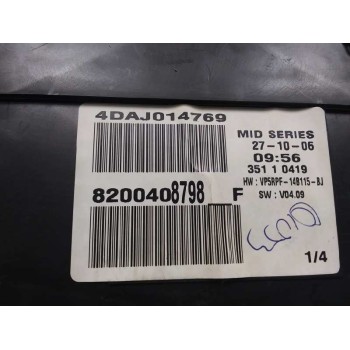 4DAJ014769
MID SERIES
27-10-06
09:56
351 1 0419
HW : VP5RPF-14B115-BJ
SW : V04.09
8200408798__F
1/4